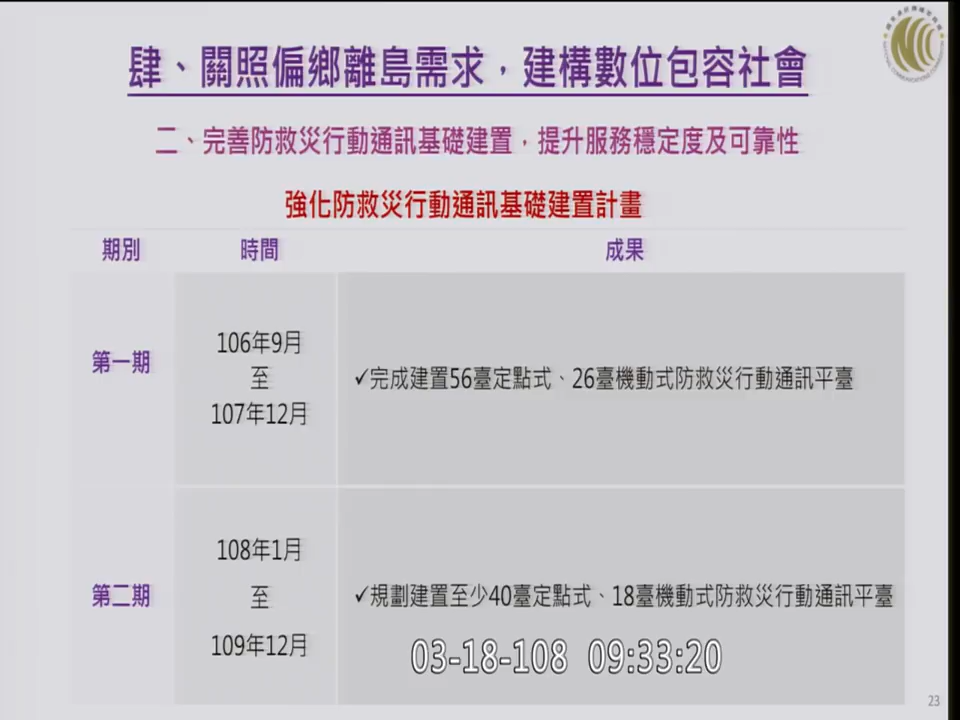 肆、關照偏鄉離島需求，建構數位包容社會
二、完善防救災行動通訊基礎建置，提升服務穩定度及可靠性
強化防救災行動通訊基礎建置計畫
期別 時間 成果
第一期
106年9月
至
107年12月
✓完成建置56臺定點式、26臺機動式防救災行動通訊平臺
第二期
108年1月
至
109年12月
✓規劃建置至少40臺定點式、18臺機動式防救災行動通訊平臺
03-18-108 09:33:20
23